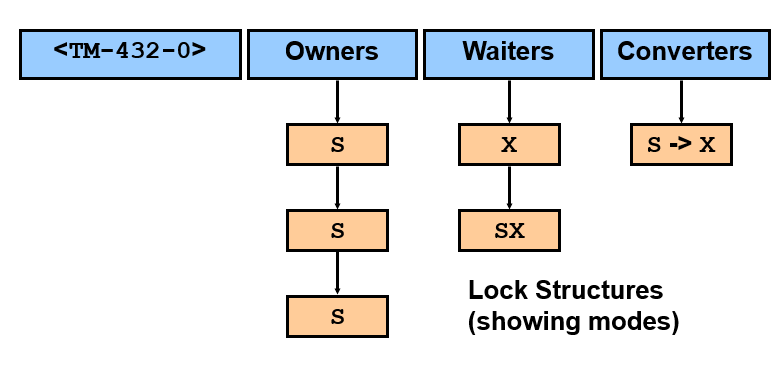 <TM-432-0> Owners Waiters Converters
S X S -> X
S SX
S
Lock Structures
(showing modes)